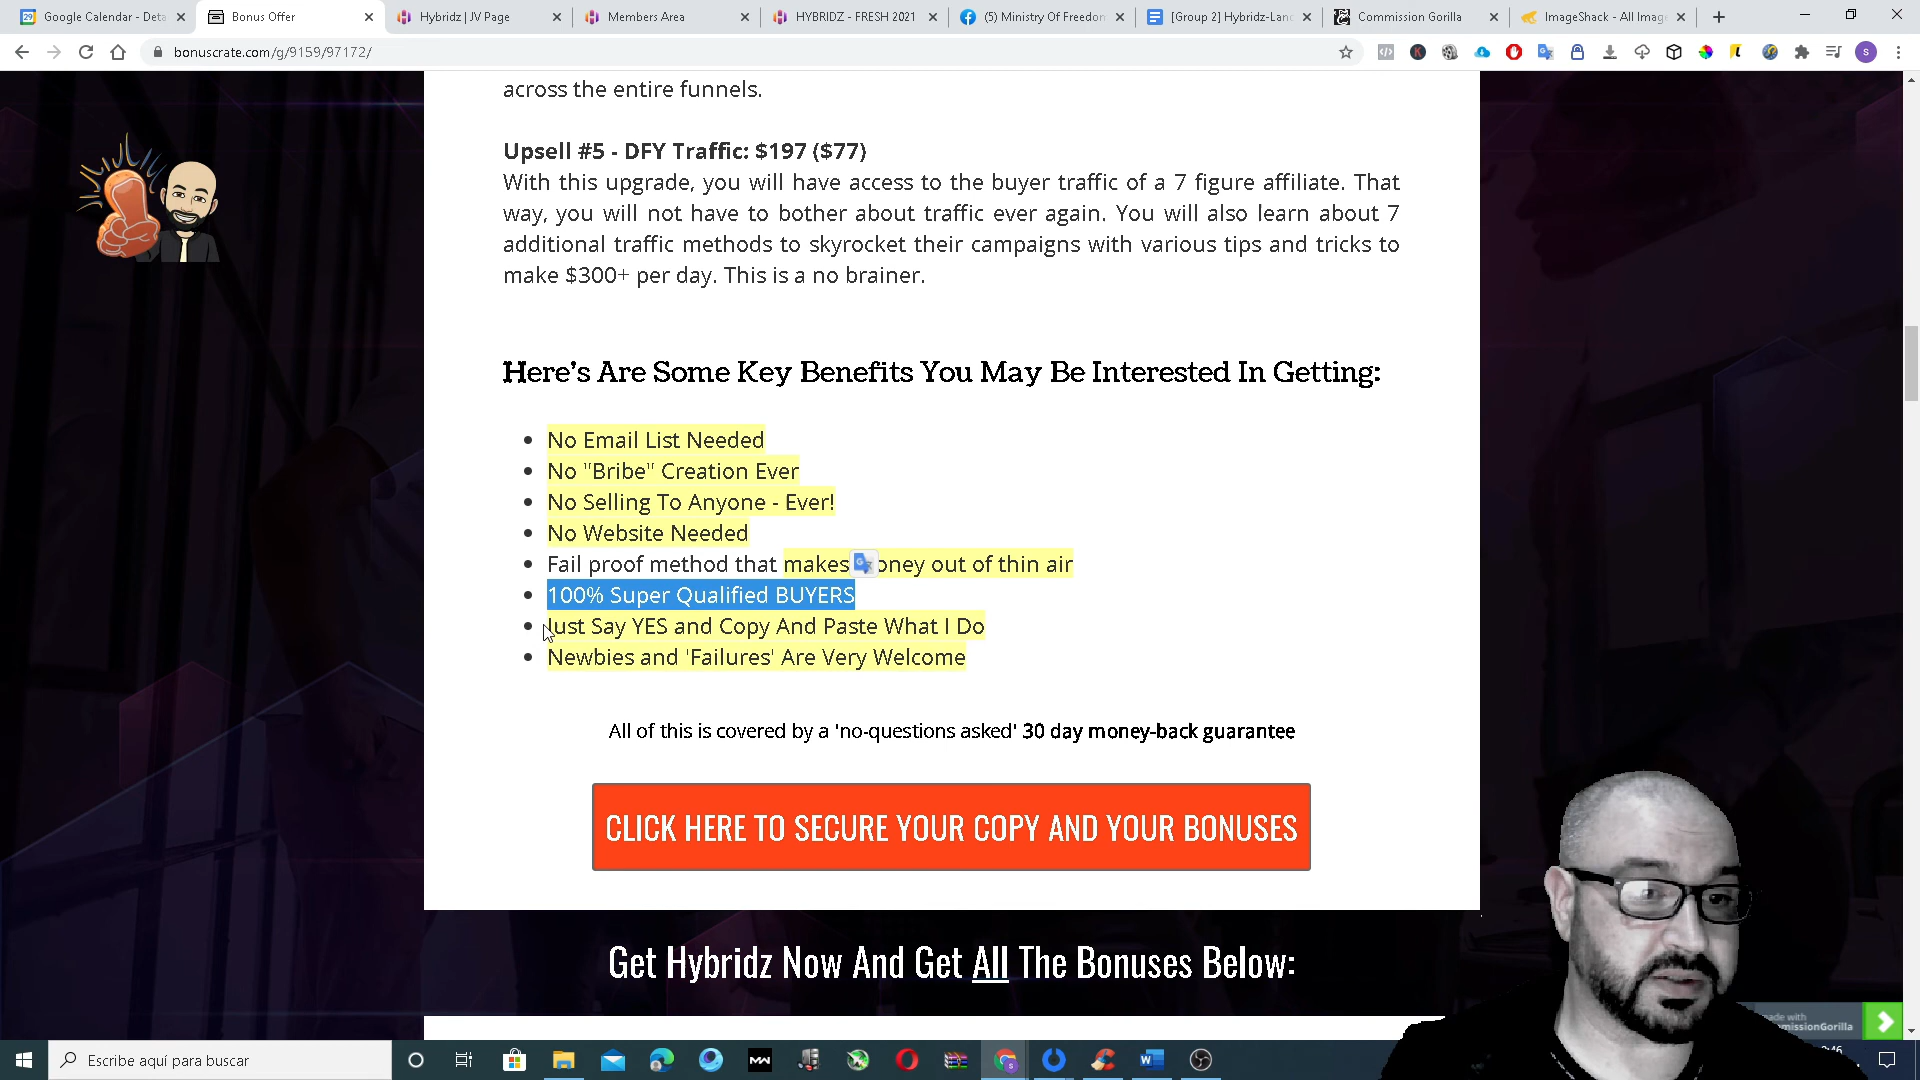 Google Calendar - Deta
Bonus Offer
Hybridz | JV Page
Members Area
HYBRIDZ - FRESH 2021
(5) Ministry Of Freedon
[Group 2] Hybridz-Lan
Commission Gorilla
ImageShack - All Imag
bonuscrate.com/g/9159/97172/
across the entire funnels.
Upsell #5 - DFY Traffic: $197 ($77)
With this upgrade, you will have access to the buyer traffic of a 7 figure affiliate. That
way, you will not have to bother about traffic ever again. You will also learn about 7
additional traffic methods to skyrocket their campaigns with various tips and tricks to
make $300+ per day. This is a no brainer.
Here's Are Some Key Benefits You May Be Interested In Getting:
No Email List Needed
No "Bribe" Creation Ever
No Selling To Anyone - Ever!
No Website Needed
Fail proof method that makes oney out of thin air
100% Super Qualified BUYERS
Just Say YES and Copy And Paste What I Do
Newbies and 'Failures' Are Very Welcome
All of this is covered by a 'no-questions asked' 30 day money-back guarantee
CLICK HERE TO SECURE YOUR COPY AND YOUR BONUSES
Get Hybridz Now And Get All The Bonuses Below:
made with
missionGorilla
Escribe aquí para buscar